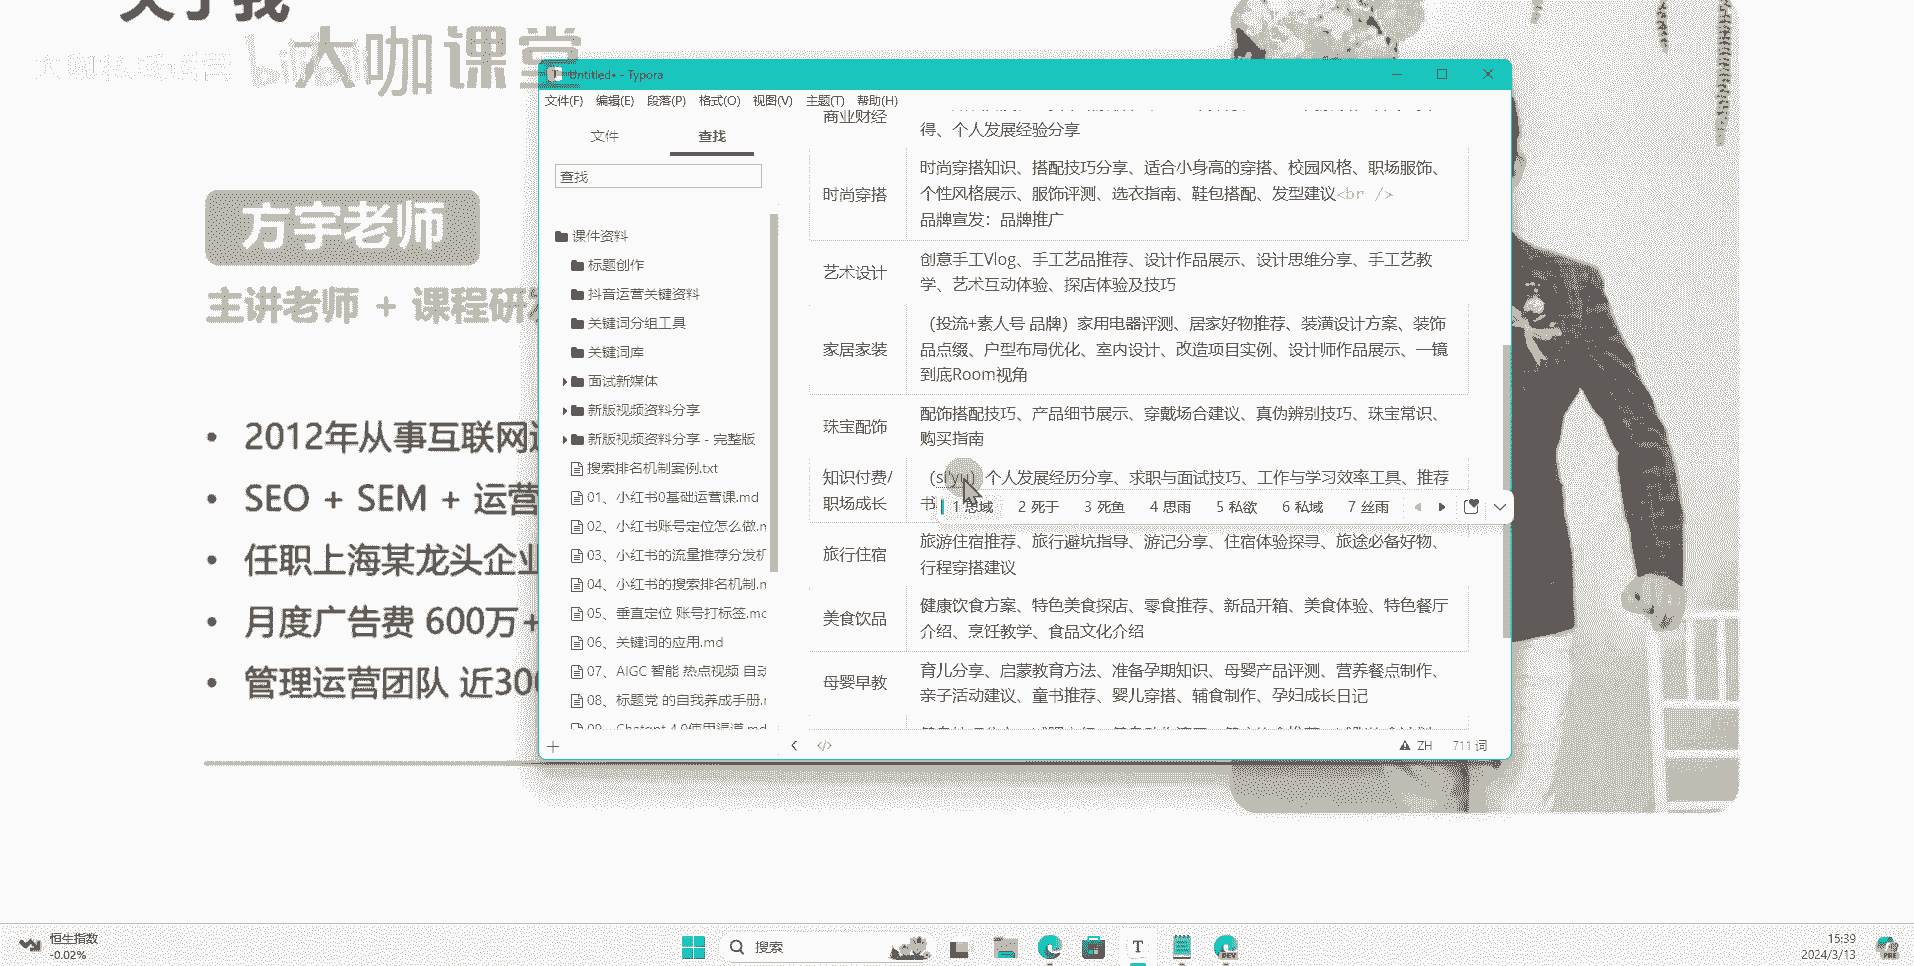 关于我
大咖私域运营
bilibili
大咖课堂
方宇老师
主讲老师 + 课程研发
2012年从事互联网
SEO + SEM + 运营
任职上海某龙头企业
月度广告费 600万+
管理运营团队 近300
Untitled• - Typora
文件(F) 编辑(E) 段落(P) 格式(O) 视图(V) 主题(T) 帮助(H)
文件 查找
查找
课件资料
标题创作
抖音运营关键资料
关键词分组工具
关键词库
面试新媒体
新版视频资料分享
新版视频资料分享 - 完整版
搜索排名机制案例.txt
01、小红书0基础运营课.md
02、小红书账号定位怎么做.m
03、小红书的流量推荐分发机
04、小红书的搜索排名机制.m
05、垂直定位 账号打标签.mc
06、关键词的应用.md
07、AIGC 智能 热点视频 自动
08、标题党 的自我养成手册.r
09、Chatgpt 4.0使用渠道.md
商业财经
得、个人发展经验分享
时尚穿搭
时尚穿搭知识、搭配技巧分享、适合小身高的穿搭、校园风格、职场服饰、
个性风格展示、服饰评测、选衣指南、鞋包搭配、发型建议<br />
品牌宣发：品牌推广
艺术设计
创意手工Vlog、手工艺品推荐、设计作品展示、设计思维分享、手工艺教
学、艺术互动体验、探店体验及技巧
家居家装
（投流+素人号 品牌）家用电器评测、居家好物推荐、装潢设计方案、装饰
品点缀、户型布局优化、室内设计、改造项目实例、设计师作品展示、一镜
到底Room视角
珠宝配饰
配饰搭配技巧、产品细节展示、穿戴场合建议、真伪辨别技巧、珠宝常识、
购买指南
知识付费/
职场成长
（si'yu）个人发展经历分享、求职与面试技巧、工作与学习效率工具、推荐
书
1 思域 2 死于 3 死鱼 4 思雨 5 私欲 6 私域 7 丝雨
旅行住宿
旅游住宿推荐、旅行避坑指导、游记分享、住宿体验探寻、旅途必备好物、
行程穿搭建议
美食饮品
健康饮食方案、特色美食探店、零食推荐、新品开箱、美食体验、特色餐厅
介绍、烹饪教学、食品文化介绍
母婴早教
育儿分享、启蒙教育方法、准备孕期知识、母婴产品评测、营养餐点制作、
亲子活动建议、童书推荐、婴儿穿搭、辅食制作、孕妇成长日记
ZH 711 词
恒生指数
-0.02%
搜索
T
DEV
15:39
2024/3/13
PRE